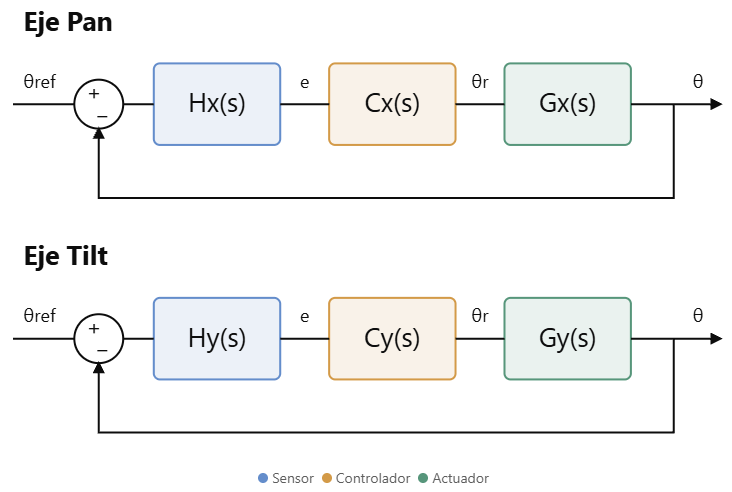 Eje Pan
θref
+
−
Hx(s)
e
Cx(s)
θr
Gx(s)
θ
Eje Tilt
θref
+
−
Hy(s)
e
Cy(s)
θr
Gy(s)
θ
Sensor Controlador Actuador